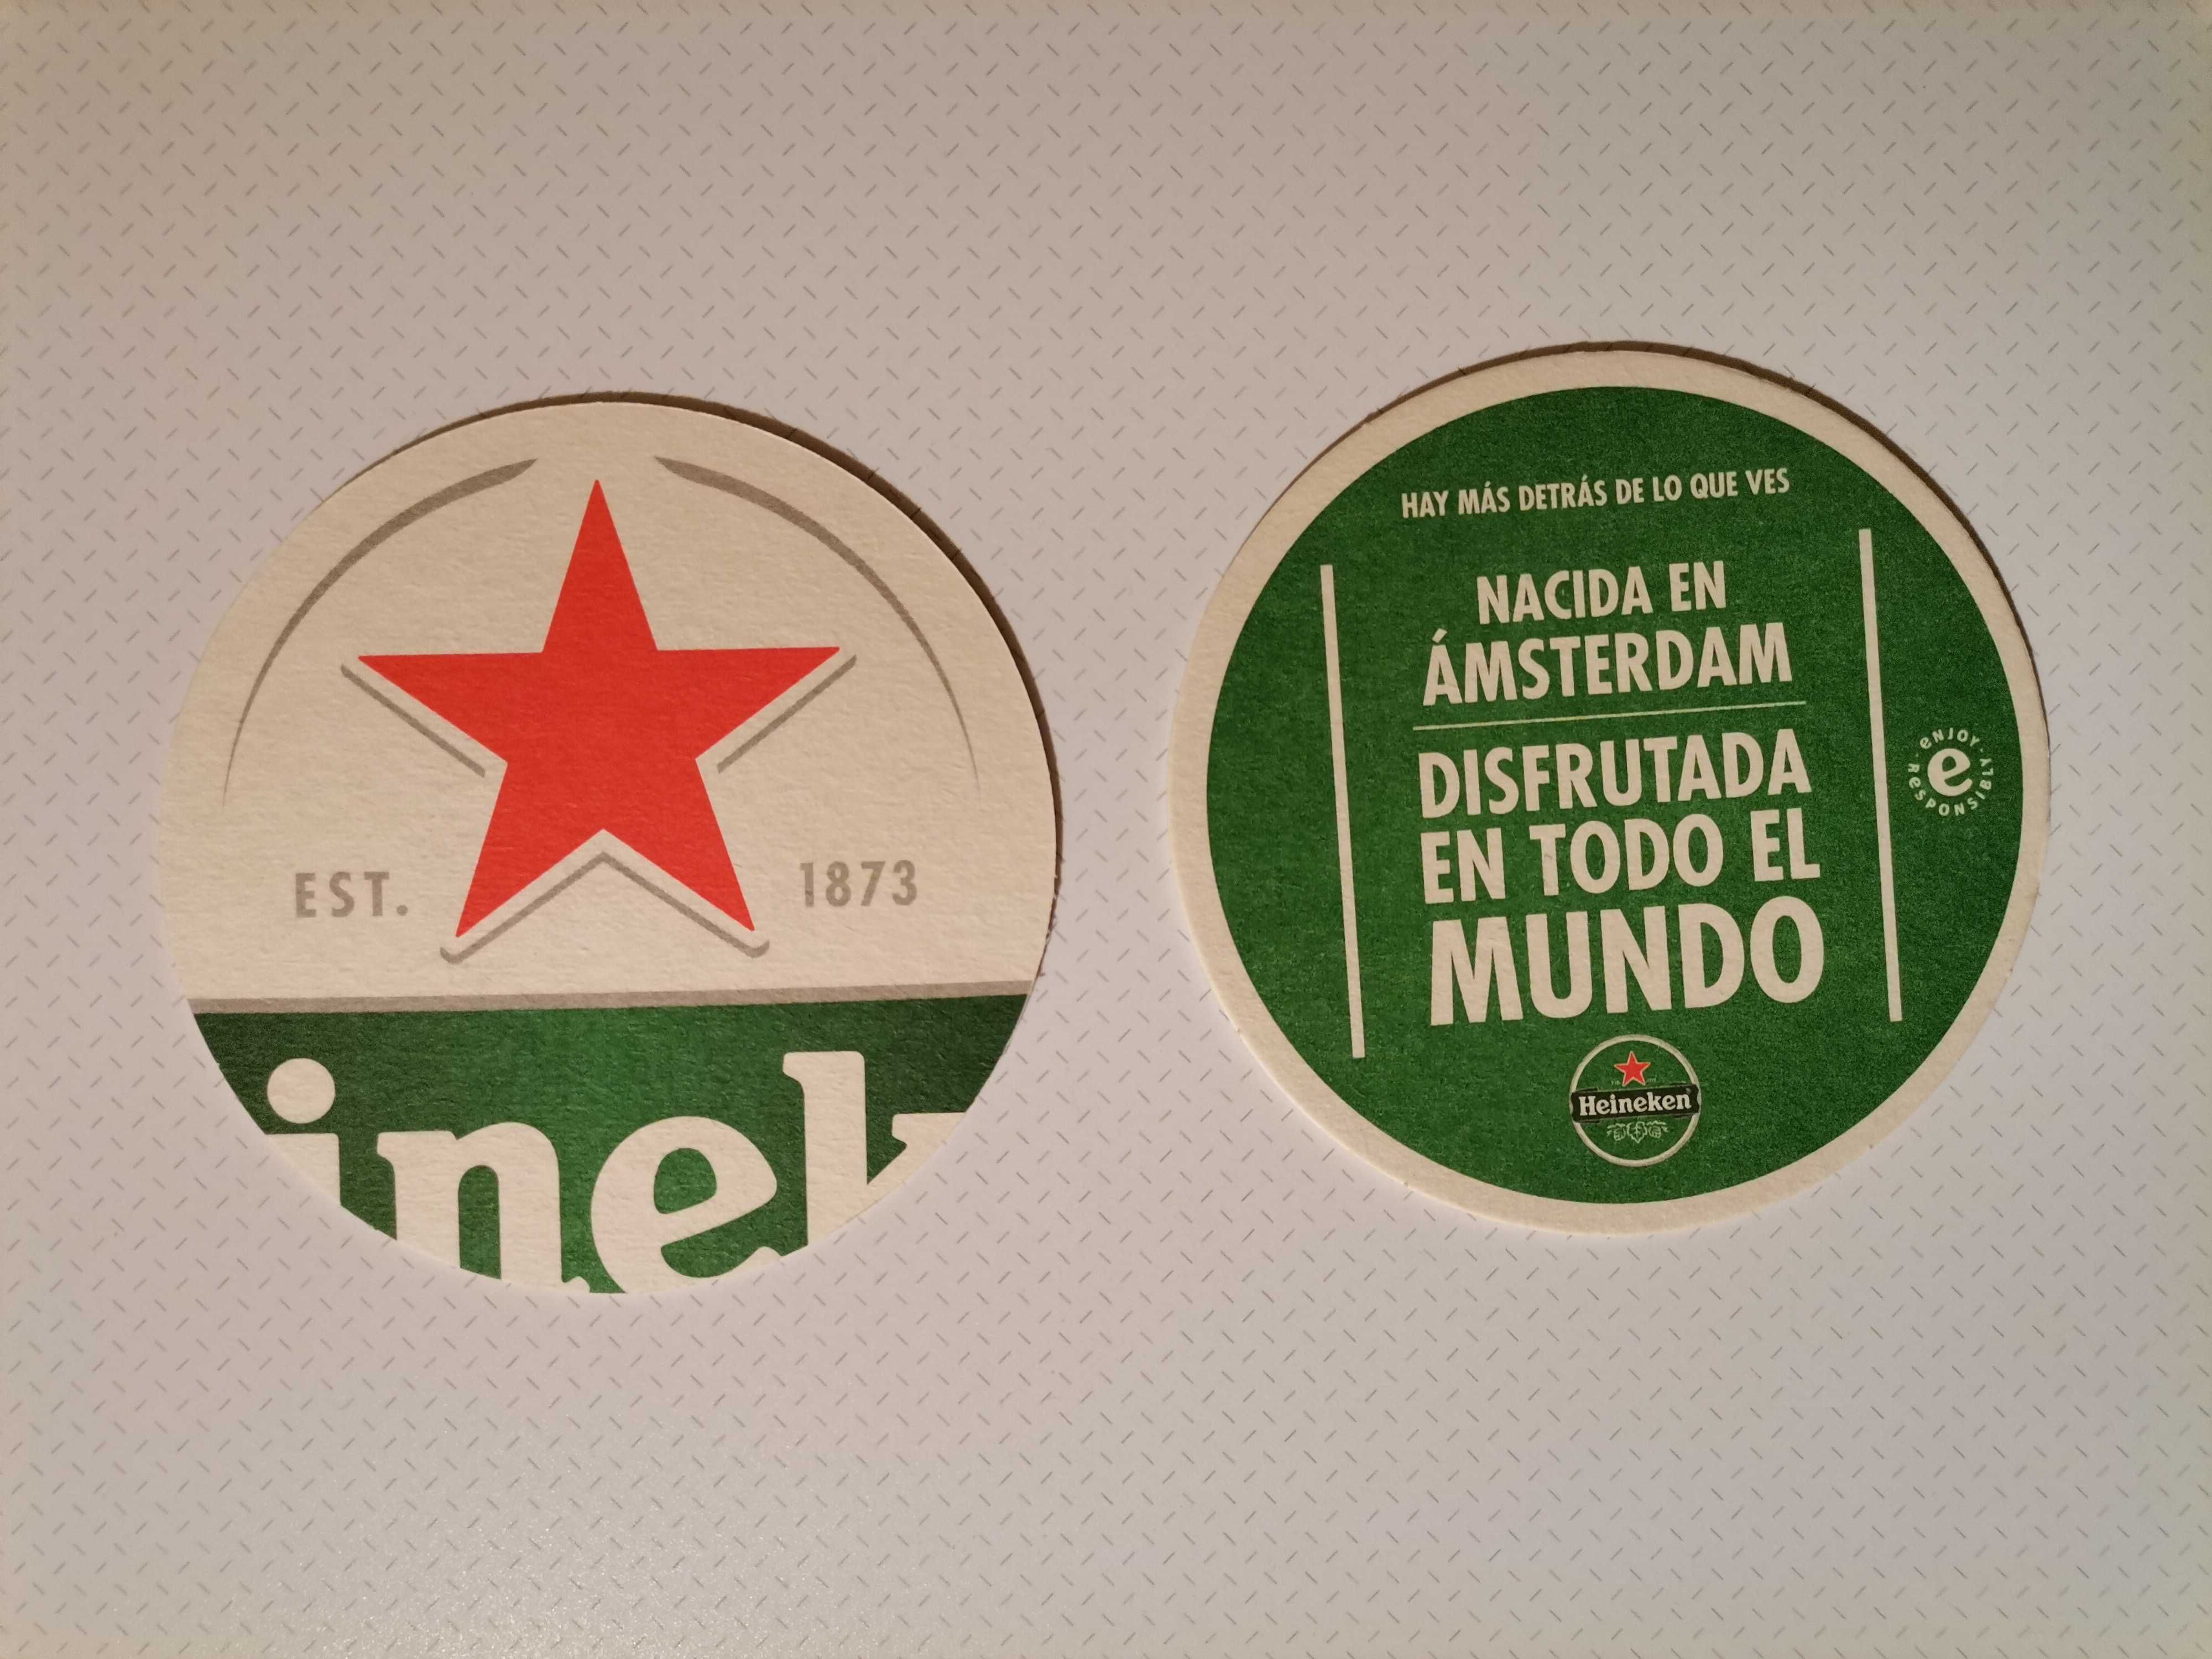 EST. 1873
inek
HAY MÁS DETRÁS DE LO QUE VES
NACIDA EN
ÁMSTERDAM
DISFRUTADA
EN TODO EL
MUNDO
ENJOY RESPONSIBLY
e
Heineken